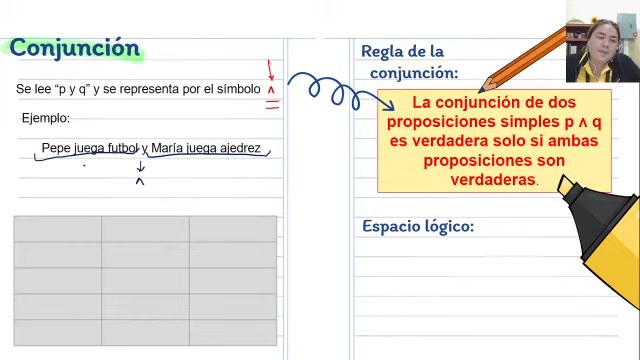 Conjunción
Se lee “p y q” y se representa por el símbolo ∧
Ejemplo:
Pepe juega futbol y María juega ajedrez
∧
Regla de la
conjunción:
La conjunción de dos
proposiciones simples p ∧ q
es verdadera solo si ambas
proposiciones son
verdaderas.
Espacio lógico: